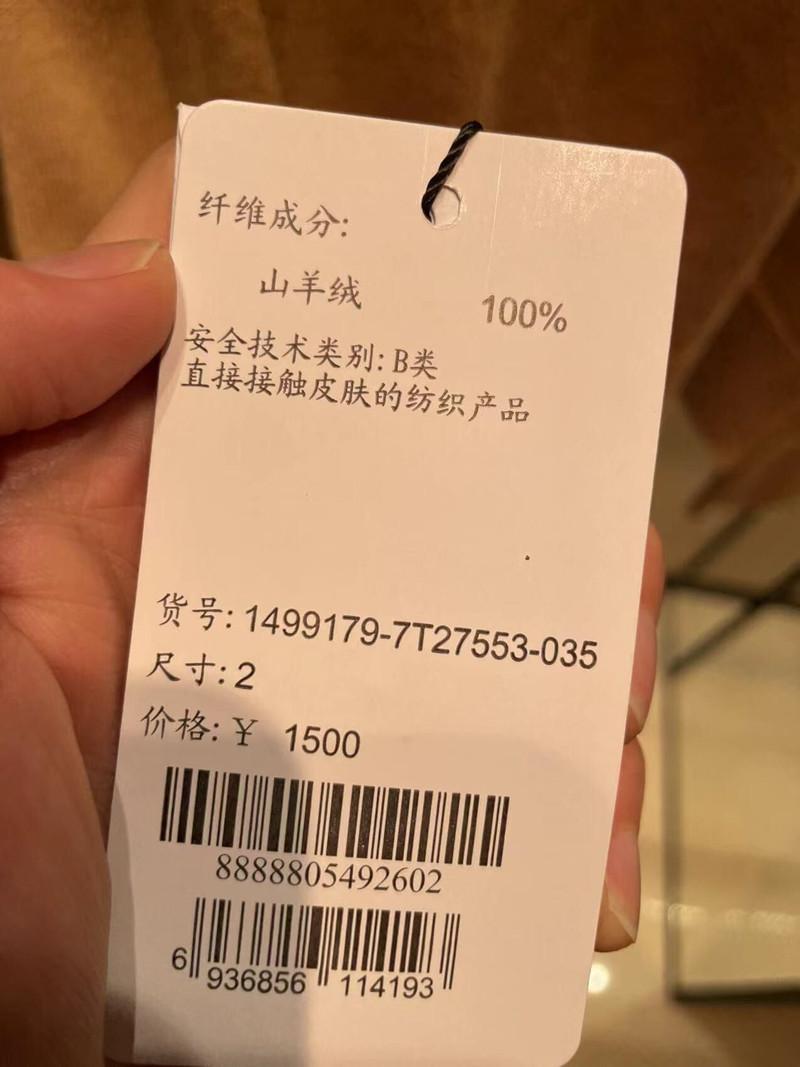 纤维成分:
山羊绒 100%
安全技术类别: B类
直接接触皮肤的纺织产品
货号: 1499179-7T27553-035
尺寸: 2
价格: ¥ 1500
8888805492602
6 936856 114193